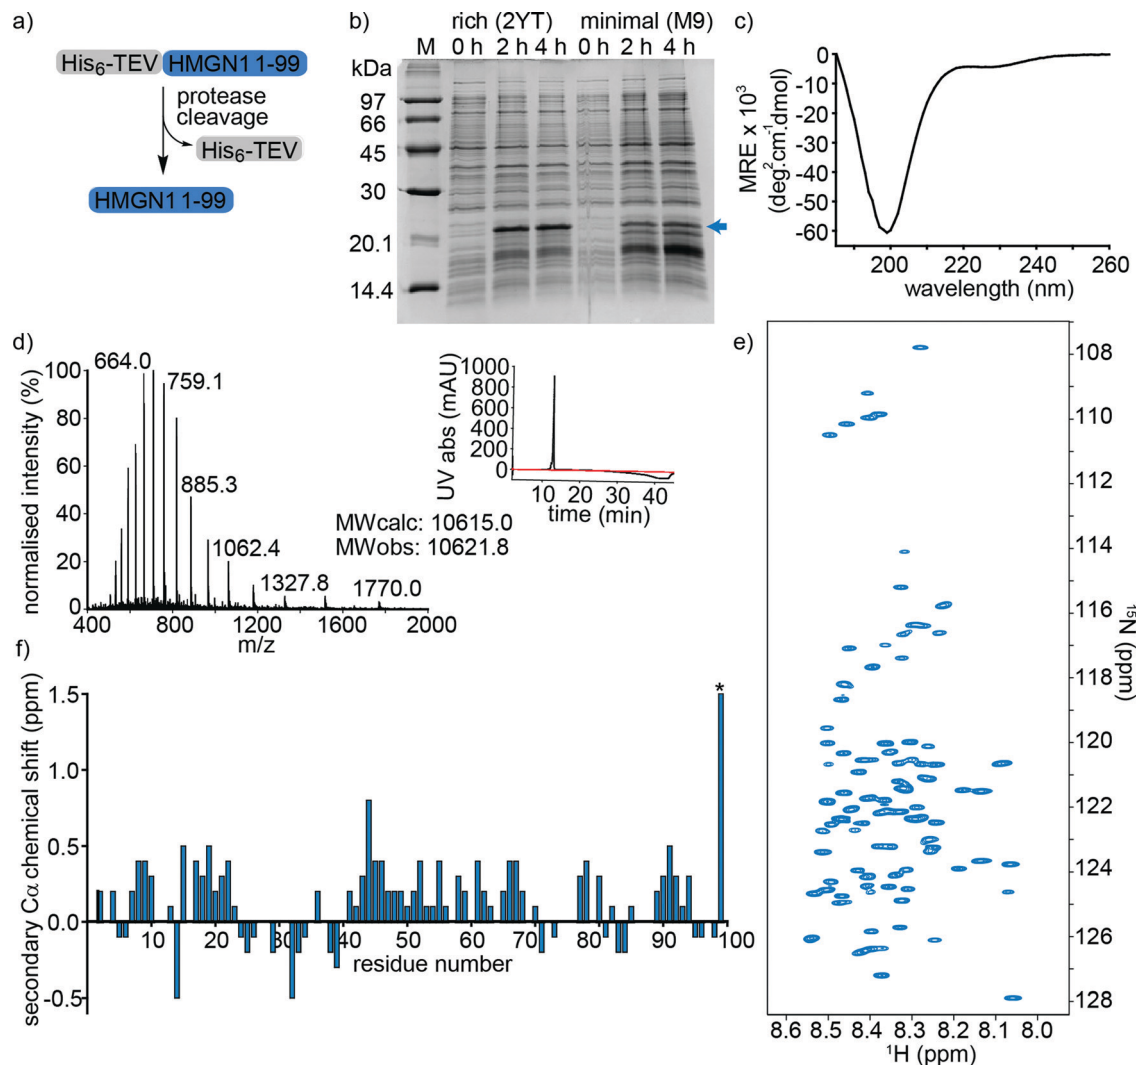 a)
His6-TEV HMGN1 1-99
protease
cleavage
His6-TEV
HMGN1 1-99
b)
rich (2YT) minimal (M9)
M 0 h 2 h 4 h 0 h 2 h 4 h
kDa
97
66
45
30
20.1
14.4
c)
0
-10
-20
-30
-40
-50
-60
MRE x 10³
(deg².cm⁻¹.dmol)
200 220 240 260
wavelength (nm)
d)
normalised intensity (%)
100
80
60
40
20
0
664.0
759.1
885.3
1062.4
1327.8
1770.0
400 800 1200 1600 2000
m/z
MWcalc: 10615.0
MWobs: 10621.8
UV abs (mAU)
1000
800
600
400
200
0
10 20 30 40
time (min)
e)
108
110
112
114
116
118
120
122
124
126
128
¹⁵N (ppm)
8.6 8.5 8.4 8.3 8.2 8.1 8.0
¹H (ppm)
f)
secondary Cα chemical shift (ppm)
1.5
1.0
0.5
0.0
-0.5
*
10 20 30 40 50 60 70 80 90 100
residue number